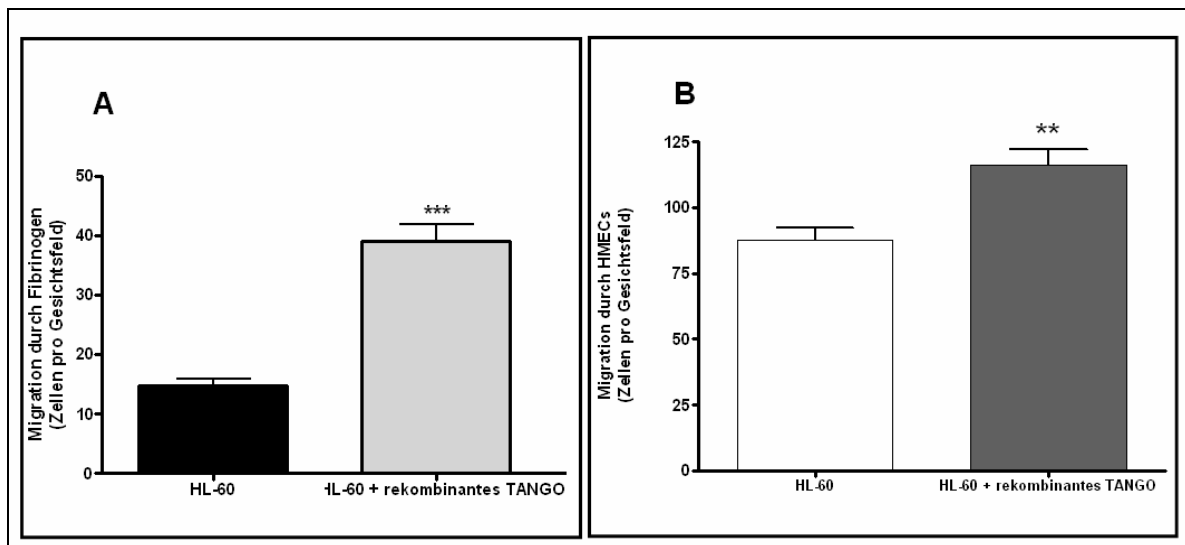 A
Migration durch Fibrinogen
(Zellen pro Gesichtsfeld)
50
40
30
20
10
0
***
HL-60
HL-60 + rekombinantes TANGO
B
Migration durch HMECs
(Zellen pro Gesichtsfeld)
125
100
75
50
25
0
**
HL-60
HL-60 + rekombinantes TANGO